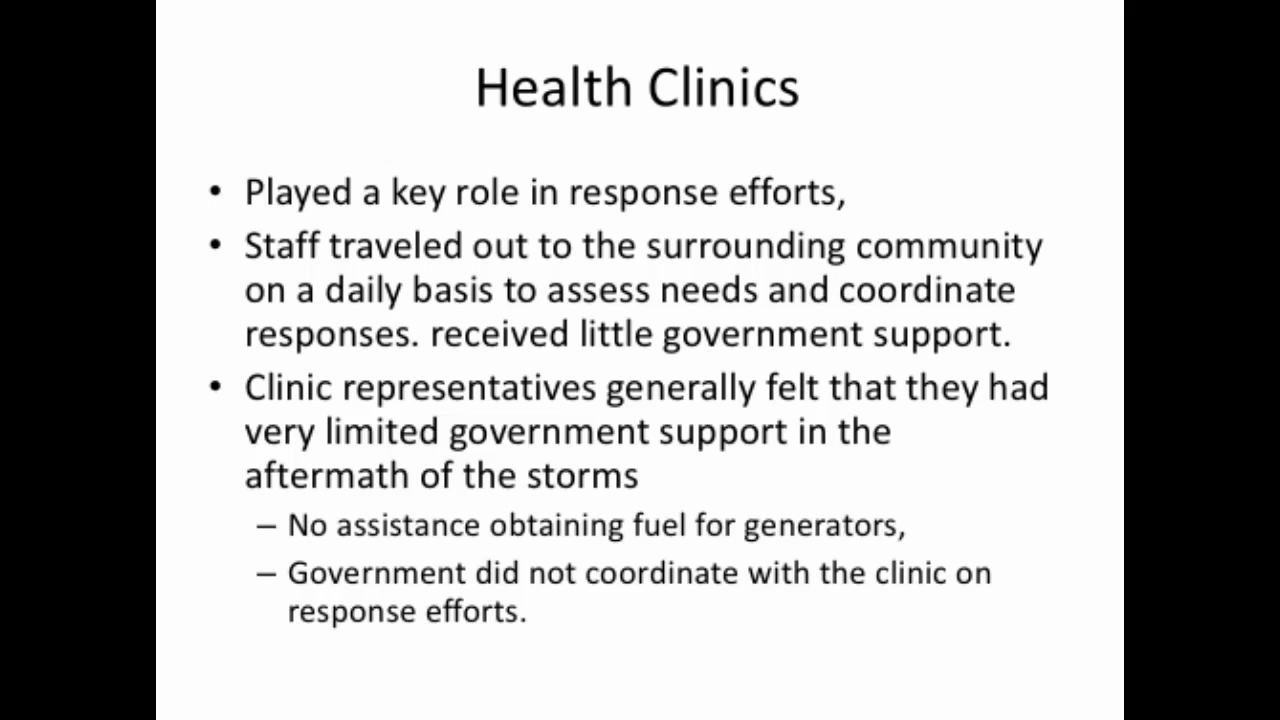 Health Clinics
• Played a key role in response efforts,
• Staff traveled out to the surrounding community
on a daily basis to assess needs and coordinate
responses. received little government support.
• Clinic representatives generally felt that they had
very limited government support in the
aftermath of the storms
– No assistance obtaining fuel for generators,
– Government did not coordinate with the clinic on
response efforts.